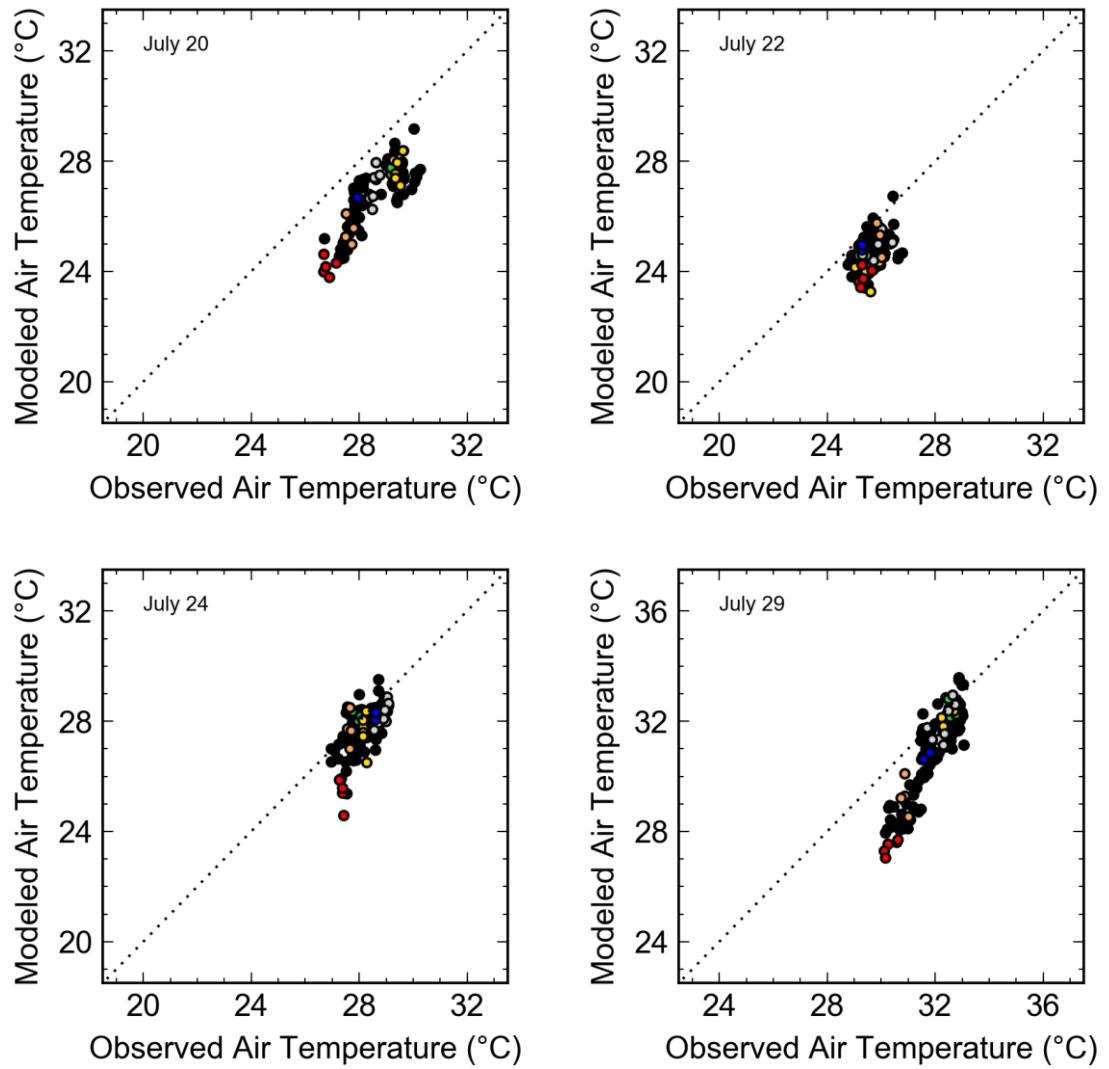 Modeled Air Temperature (°C)
32
28
24
20
July 20
20 24 28 32
Observed Air Temperature (°C)
Modeled Air Temperature (°C)
32
28
24
20
July 22
20 24 28 32
Observed Air Temperature (°C)
Modeled Air Temperature (°C)
32
28
24
20
July 24
20 24 28 32
Observed Air Temperature (°C)
Modeled Air Temperature (°C)
36
32
28
24
July 29
24 28 32 36
Observed Air Temperature (°C)